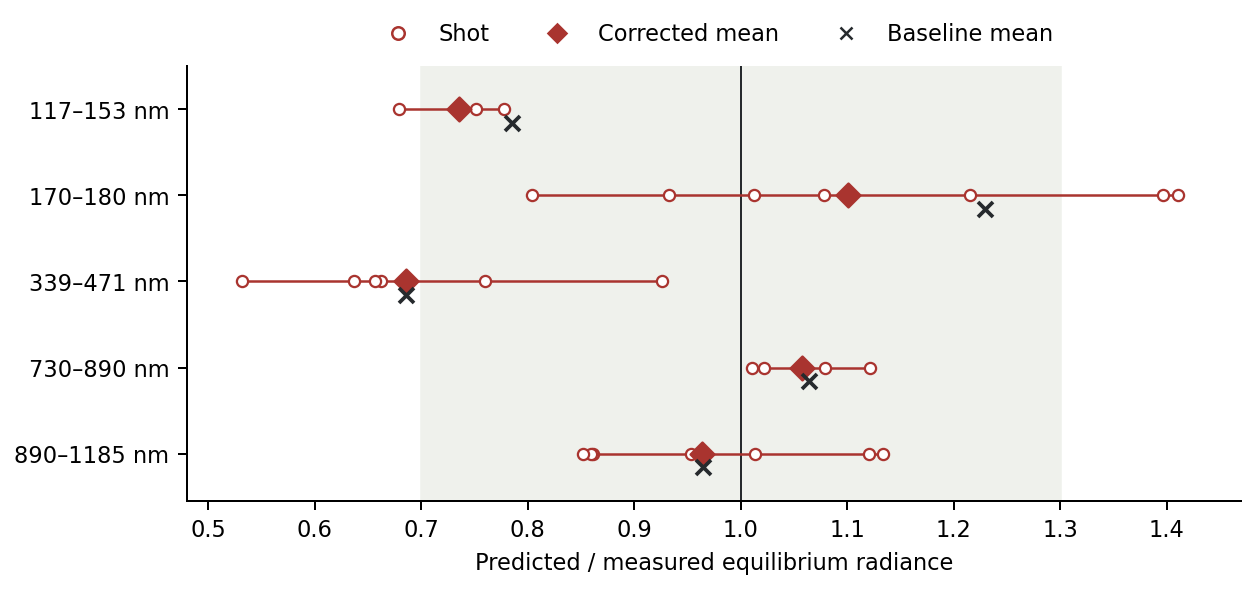 Shot Corrected mean Baseline mean
117–153 nm
170–180 nm
339–471 nm
730–890 nm
890–1185 nm
0.5 0.6 0.7 0.8 0.9 1.0 1.1 1.2 1.3 1.4
Predicted / measured equilibrium radiance